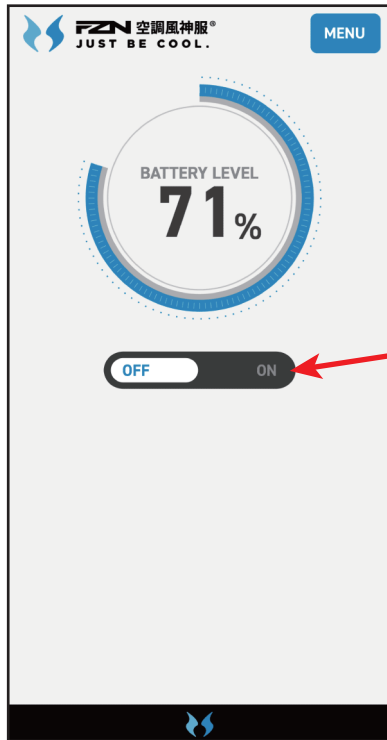 FZN 空調風神服®
JUST BE COOL.
MENU
BATTERY LEVEL
71%
OFF
ON